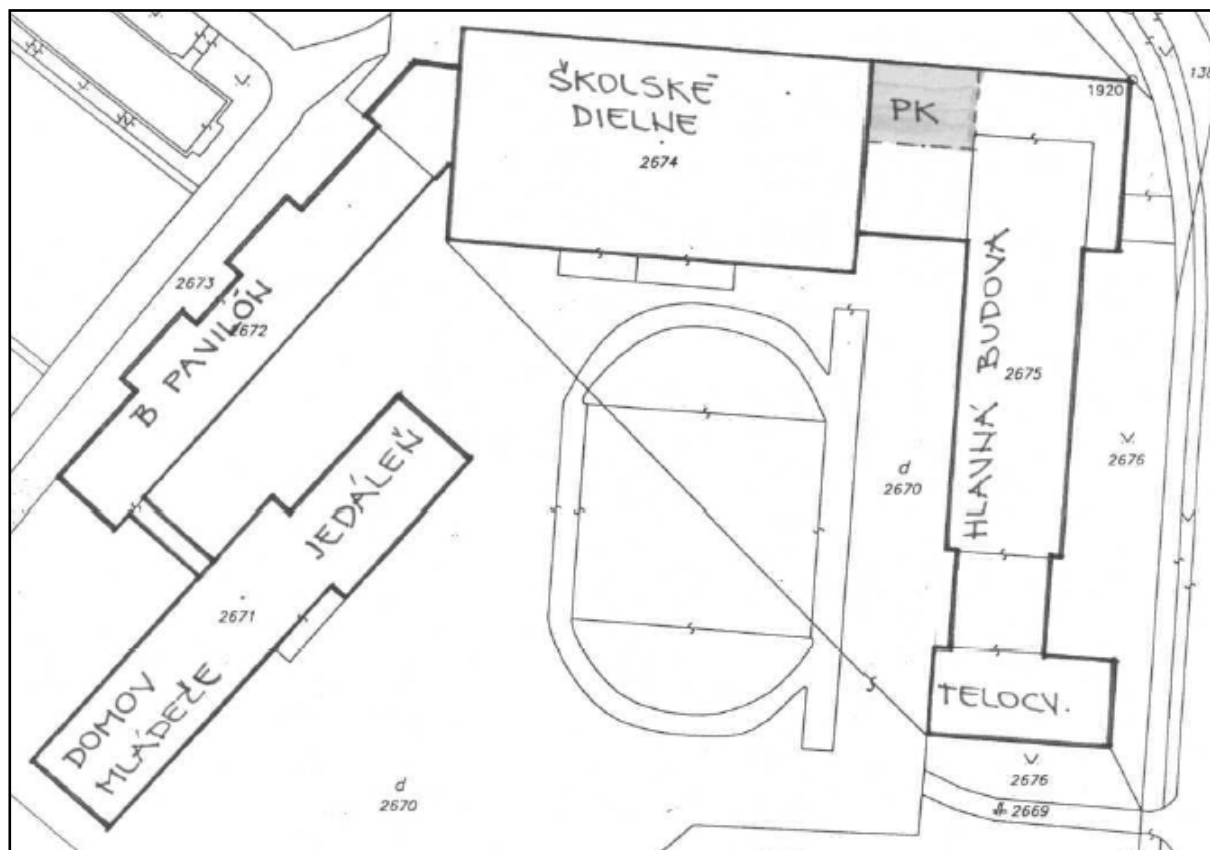 ŠKOLSKÉ
DIELNE
2674
PK
1920
138
2673
2672
B PAVILÓN
HLAVNÁ BUDOVA
2675
v.
2676
d
2670
JEDÁLEŇ
2671
DOMOV
MLÁDEŽE
TELOCV.
d
2670
v.
2676
2669